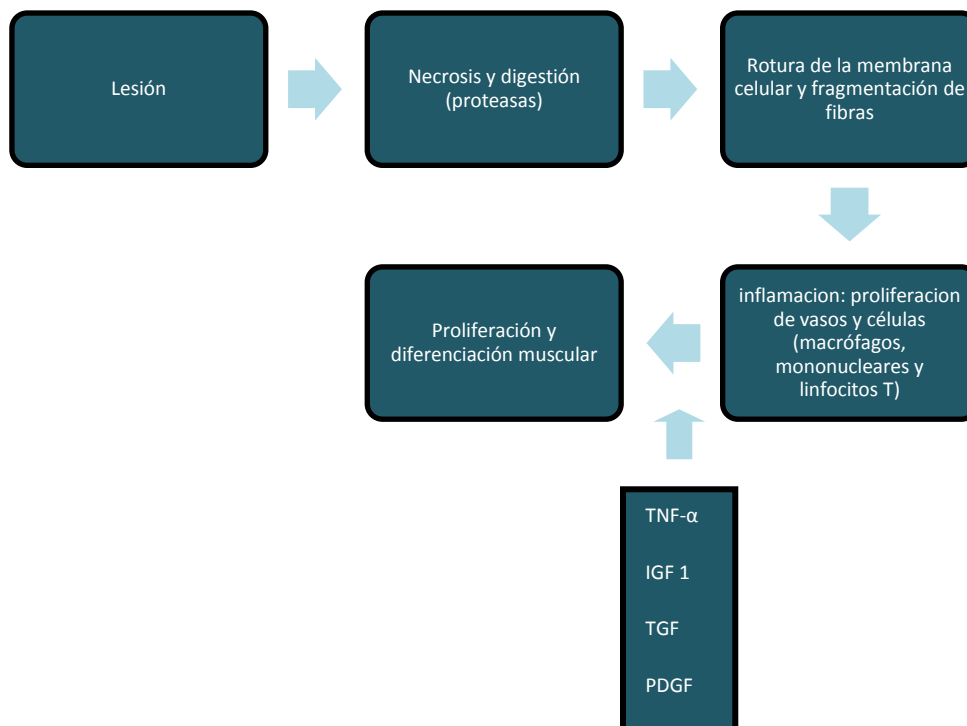 Lesión
Necrosis y digestión
(proteasas)
Rotura de la membrana
celular y fragmentación de
fibras
inflamacion: proliferacion
de vasos y células
(macrófagos,
mononucleares y
linfocitos T)
Proliferación y
diferenciación muscular
TNF-α
IGF 1
TGF
PDGF